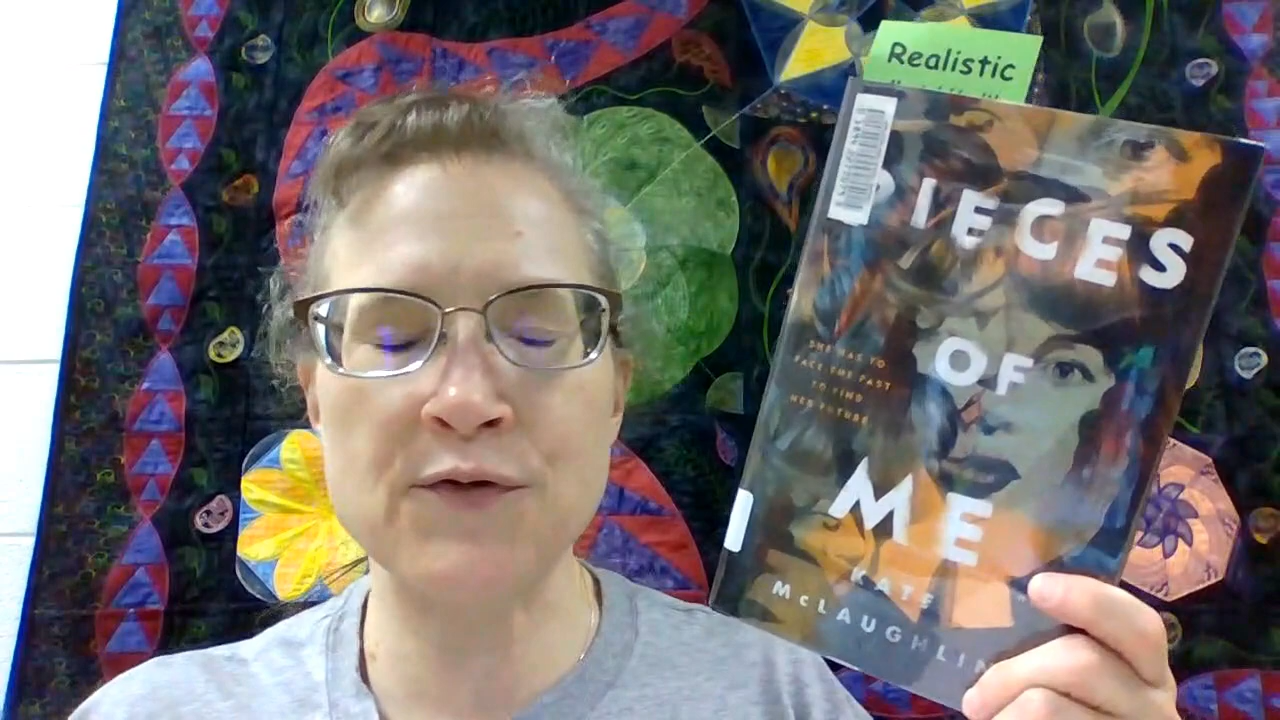 Realistic
PIECES
SHE HAS TO
FACE THE PAST
TO FIND
HER FUTURE
OF
ME
KATE
McLAUGHLIN